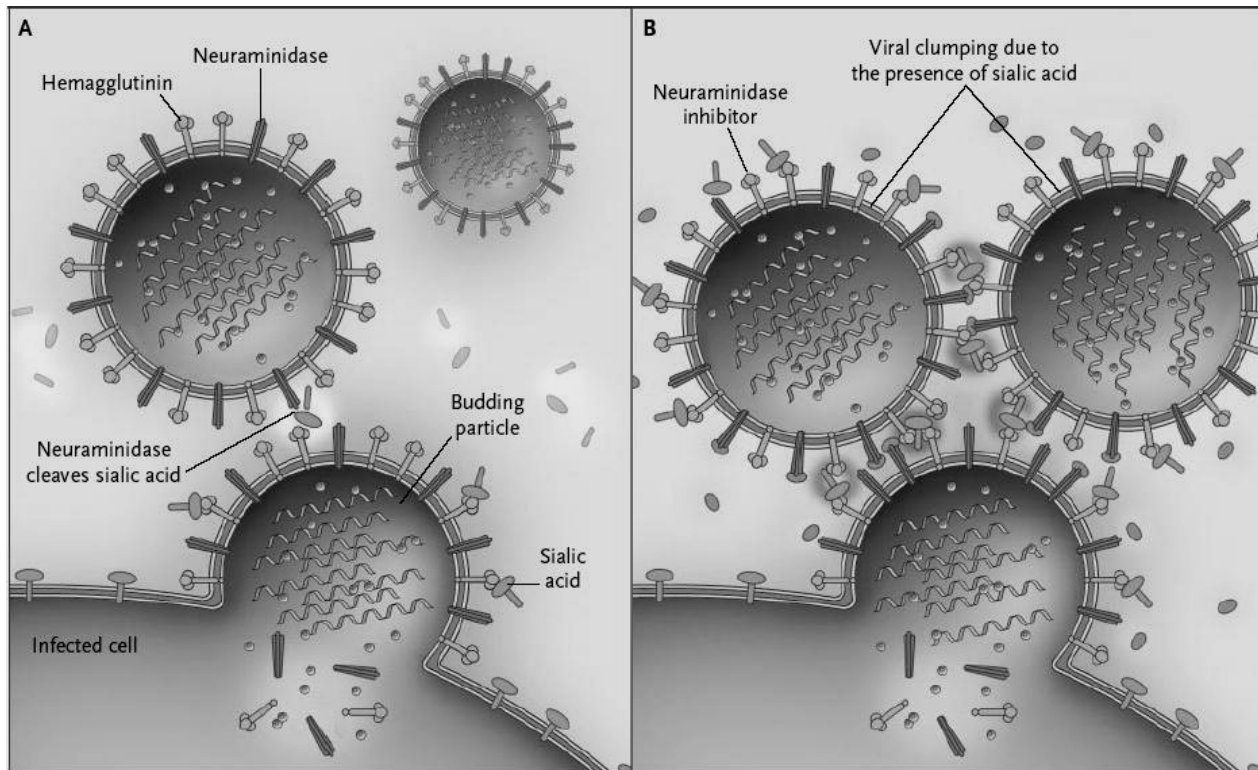 A
Neuraminidase
Hemagglutinin
Neuraminidase
cleaves sialic acid
Budding
particle
Sialic
acid
Infected cell
B
Viral clumping due to
the presence of sialic acid
Neuraminidase
inhibitor